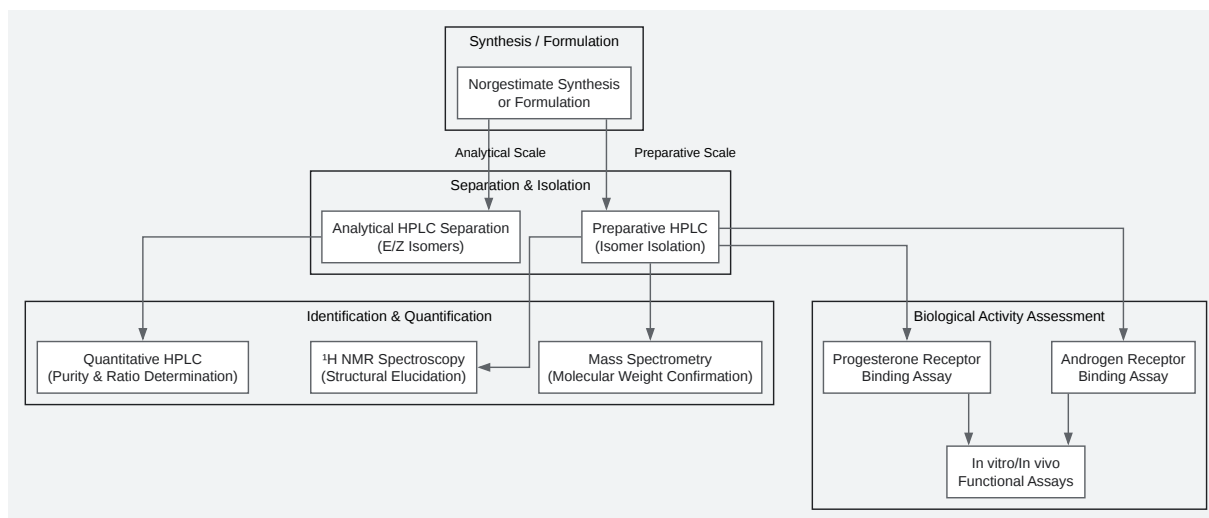 Synthesis / Formulation
Norgestimate Synthesis
or Formulation
Analytical Scale
Preparative Scale
Separation & Isolation
Analytical HPLC Separation
(E/Z Isomers)
Preparative HPLC
(Isomer Isolation)
Identification & Quantification
Quantitative HPLC
(Purity & Ratio Determination)
¹H NMR Spectroscopy
(Structural Elucidation)
Mass Spectrometry
(Molecular Weight Confirmation)
Biological Activity Assessment
Progesterone Receptor
Binding Assay
Androgen Receptor
Binding Assay
In vitro/In vivo
Functional Assays